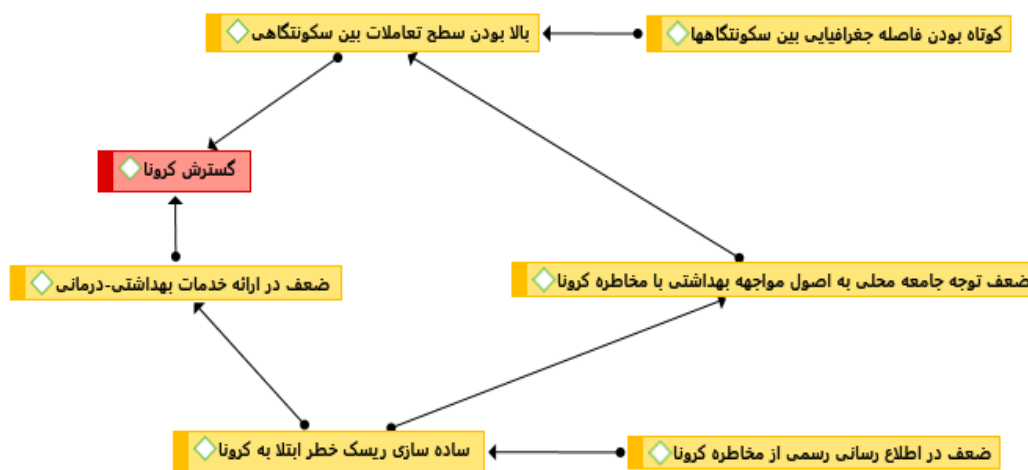 کوتاه بودن فاصله جغرافیایی بین سکونتگاهها
بالا بودن سطح تعاملات بین سکونتگاهی
گسترش کرونا
ضعف توجه جامعه محلی به اصول مواجهه بهداشتی با مخاطره کرونا
ضعف در ارائه خدمات بهداشتی-درمانی
ضعف در اطلاع رسانی رسمی از مخاطره کرونا
ساده سازی ریسک خطر ابتلا به کرونا